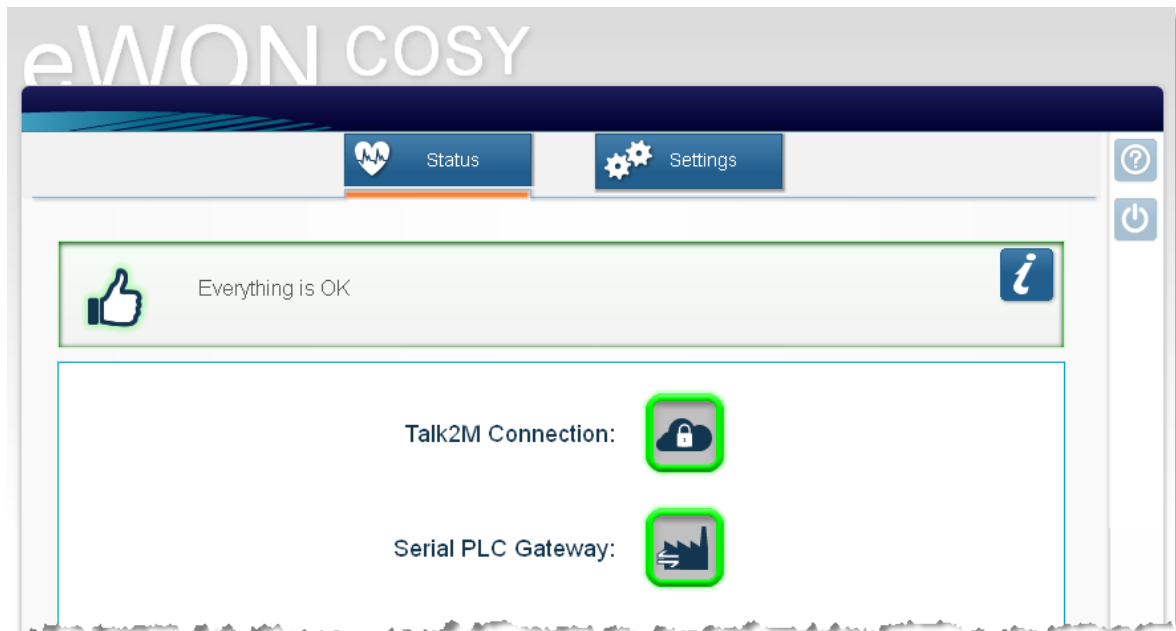 eWON COSY
Status
Settings
Everything is OK
i
Talk2M Connection:
Serial PLC Gateway: